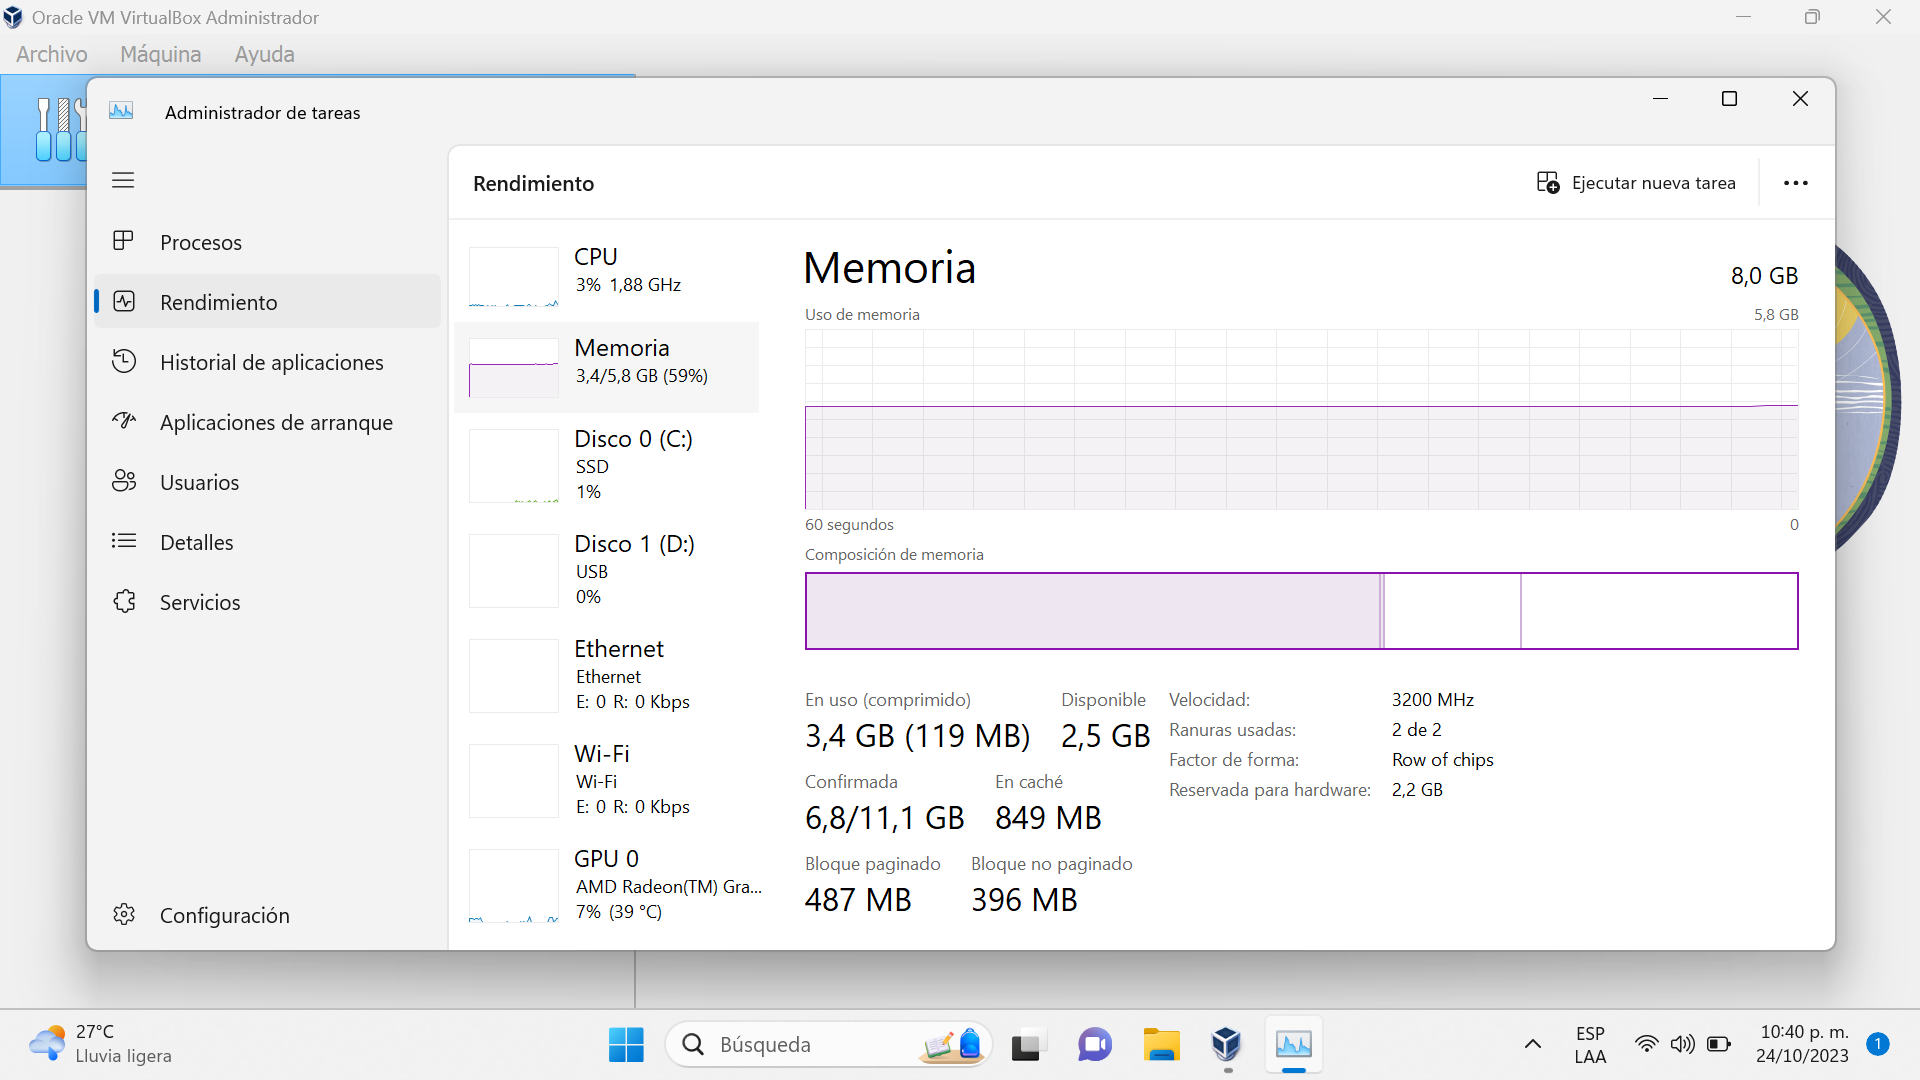 Oracle VM VirtualBox Administrador
Archivo Máquina Ayuda
Administrador de tareas
Rendimiento
Ejecutar nueva tarea
Procesos
Rendimiento
Historial de aplicaciones
Aplicaciones de arranque
Usuarios
Detalles
Servicios
Configuración
CPU
3% 1,88 GHz
Memoria
3,4/5,8 GB (59%)
Disco 0 (C:)
SSD
1%
Disco 1 (D:)
USB
0%
Ethernet
Ethernet
E: 0 R: 0 Kbps
Wi-Fi
Wi-Fi
E: 0 R: 0 Kbps
GPU 0
AMD Radeon(TM) Gra...
7% (39 °C)
Memoria 8,0 GB
Uso de memoria 5,8 GB
60 segundos 0
Composición de memoria
En uso (comprimido) Disponible
3,4 GB (119 MB) 2,5 GB
Confirmada En caché
6,8/11,1 GB 849 MB
Bloque paginado Bloque no paginado
487 MB 396 MB
Velocidad: 3200 MHz
Ranuras usadas: 2 de 2
Factor de forma: Row of chips
Reservada para hardware: 2,2 GB
27°C
Lluvia ligera
Búsqueda
ESP
LAA
10:40 p. m.
24/10/2023
1